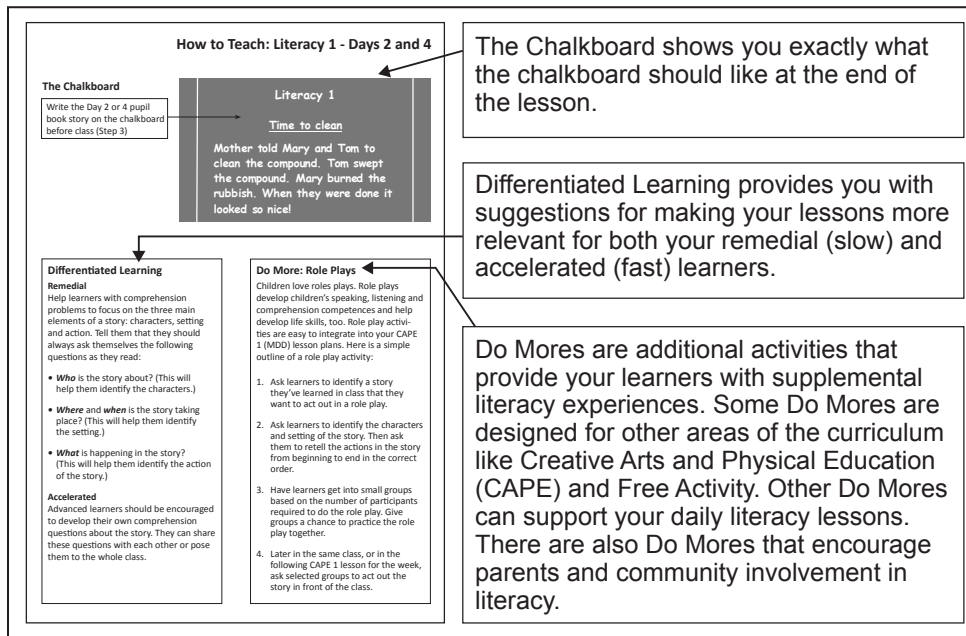 How to Teach: Literacy 1 - Days 2 and 4
The Chalkboard
Write the Day 2 or 4 pupil
book story on the chalkboard
before class (Step 3)
Literacy 1
Time to clean
Mother told Mary and Tom to
clean the compound. Tom swept
the compound. Mary burned the
rubbish. When they were done it
looked so nice!
Differentiated Learning
Remedial
Help learners with comprehension
problems to focus on the three main
elements of a story: characters, setting
and action. Tell them that they should
always ask themselves the following
questions as they read:
• Who is the story about? (This will
help them identify the characters.)
• Where and when is the story taking
place? (This will help them identify
the setting.)
• What is happening in the story?
(This will help them identify the action
of the story.)
Accelerated
Advanced learners should be encouraged
to develop their own comprehension
questions about the story. They can share
these questions with each other or pose
them to the whole class.
Do More: Role Plays
Children love roles plays. Role plays
develop children's speaking, listening and
comprehension competences and help
develop life skills, too. Role play activi-
ties are easy to integrate into your CAPE
1 (MDD) lesson plans. Here is a simple
outline of a role play activity:
1. Ask learners to identify a story
they've learned in class that they
want to act out in a role play.
2. Ask learners to identify the characters
and setting of the story. Then ask
them to retell the actions in the story
from beginning to end in the correct
order.
3. Have learners get into small groups
based on the number of participants
required to do the role play. Give
groups a chance to practice the role
play together.
4. Later in the same class, or in the
following CAPE 1 lesson for the week,
ask selected groups to act out the
story in front of the class.
The Chalkboard shows you exactly what
the chalkboard should like at the end of
the lesson.
Differentiated Learning provides you with
suggestions for making your lessons more
relevant for both your remedial (slow) and
accelerated (fast) learners.
Do Mores are additional activities that
provide your learners with supplemental
literacy experiences. Some Do Mores are
designed for other areas of the curriculum
like Creative Arts and Physical Education
(CAPE) and Free Activity. Other Do Mores
can support your daily literacy lessons.
There are also Do Mores that encourage
parents and community involvement in
literacy.